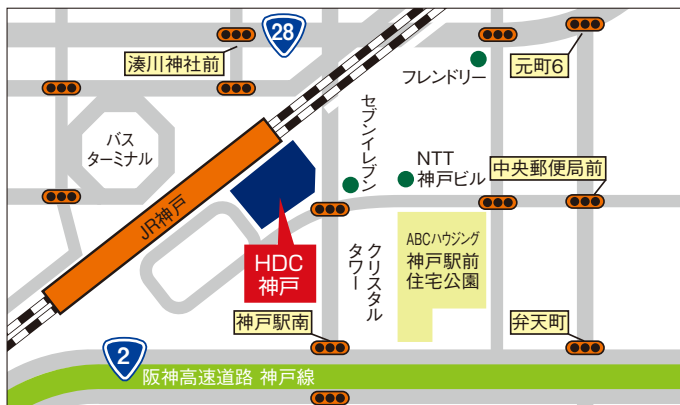 28
湊川神社前
元町6
フレンドリー
バス
ターミナル
セブンイレブン
NTT
神戸ビル
中央郵便局前
JR神戸
HDC
神戸
クリスタル
タワー
ABCハウジング
神戸駅前
住宅公園
神戸駅南
弁天町
2
阪神高速道路 神戸線